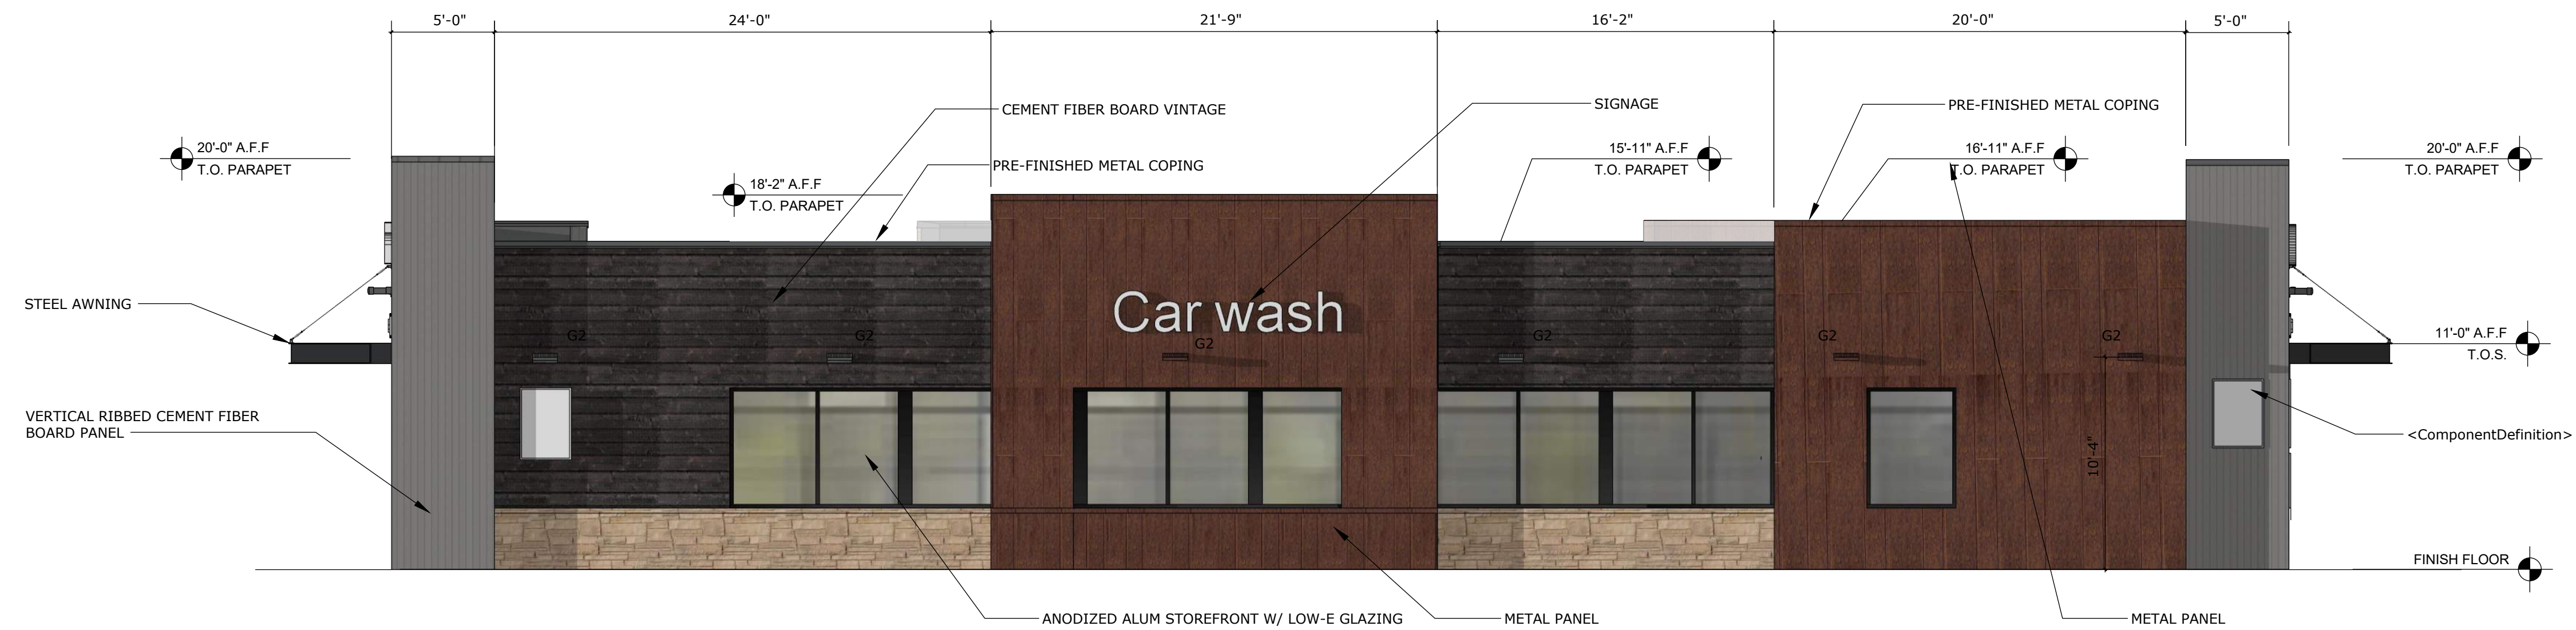 5'-0"
24'-0"
21'-9"
16'-2"
20'-0"
5'-0"
CEMENT FIBER BOARD VINTAGE
SIGNAGE
PRE-FINISHED METAL COPING
20'-0" A.F.F
T.O. PARAPET
PRE-FINISHED METAL COPING
15'-11" A.F.F
T.O. PARAPET
16'-11" A.F.F
T.O. PARAPET
20'-0" A.F.F
T.O. PARAPET
18'-2" A.F.F
T.O. PARAPET
STEEL AWNING
Car wash
G2
G2
G2
G2
G2
G2
11'-0" A.F.F
T.O.S.
VERTICAL RIBBED CEMENT FIBER
BOARD PANEL
10'-4"
<ComponentDefinition>
FINISH FLOOR
ANODIZED ALUM STOREFRONT W/ LOW-E GLAZING
METAL PANEL
METAL PANEL